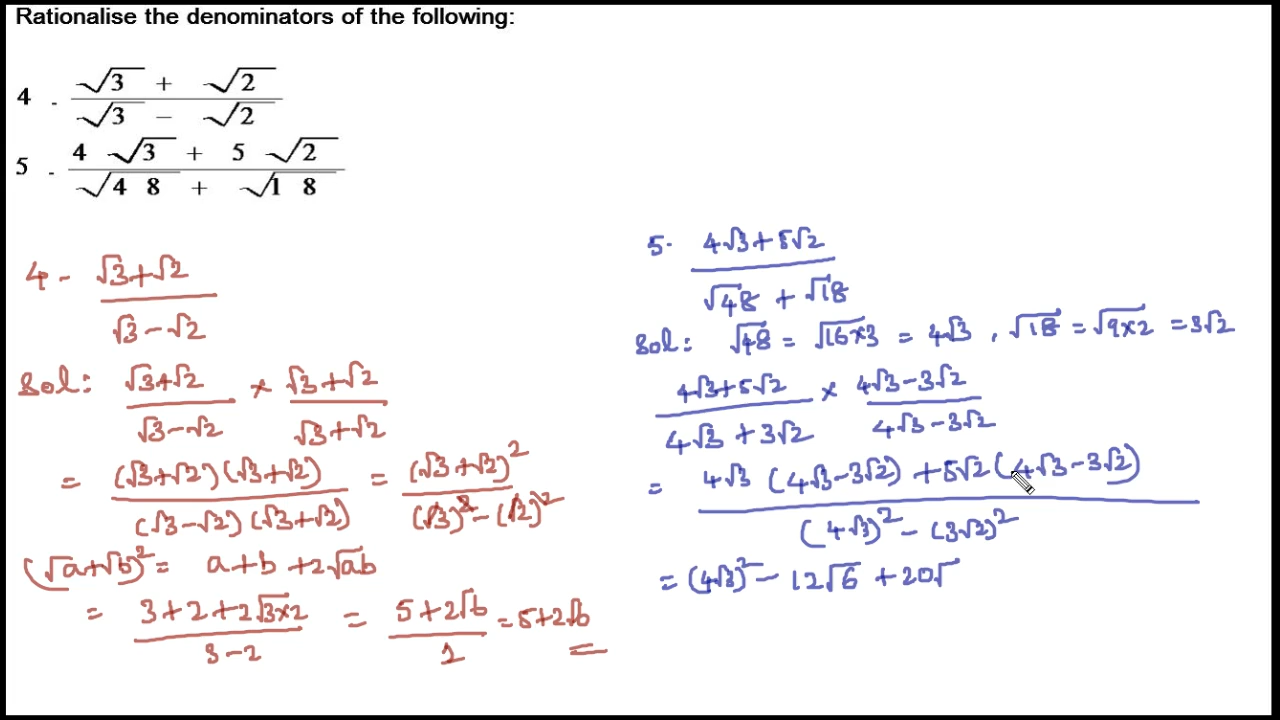 Rationalise the denominators of the following:
4 . √3 + √2 / √3 − √2
5 . 4 √3 + 5 √2 / √4 8 + √1 8
4 - √3+√2 / √3-√2
Sol: √3+√2 / √3-√2 × √3+√2 / √3+√2
= (√3+√2)(√3+√2) / (√3-√2)(√3+√2) = (√3+√2)² / (√3)²-(√2)²
(√a+√b)² = a+b+2√ab
= 3+2+2√3×2 / 3-2 = 5+2√6 / 1 = 5+2√6
5. 4√3+5√2 / √48 + √18
Sol: √48 = √16×3 = 4√3 , √18 = √9×2 = 3√2
4√3+5√2 / 4√3+3√2 × 4√3-3√2 / 4√3-3√2
= 4√3 (4√3-3√2) +5√2 (4√3-3√2) / (4√3)² - (3√2)²
= (4√3)² - 12√6 + 20√